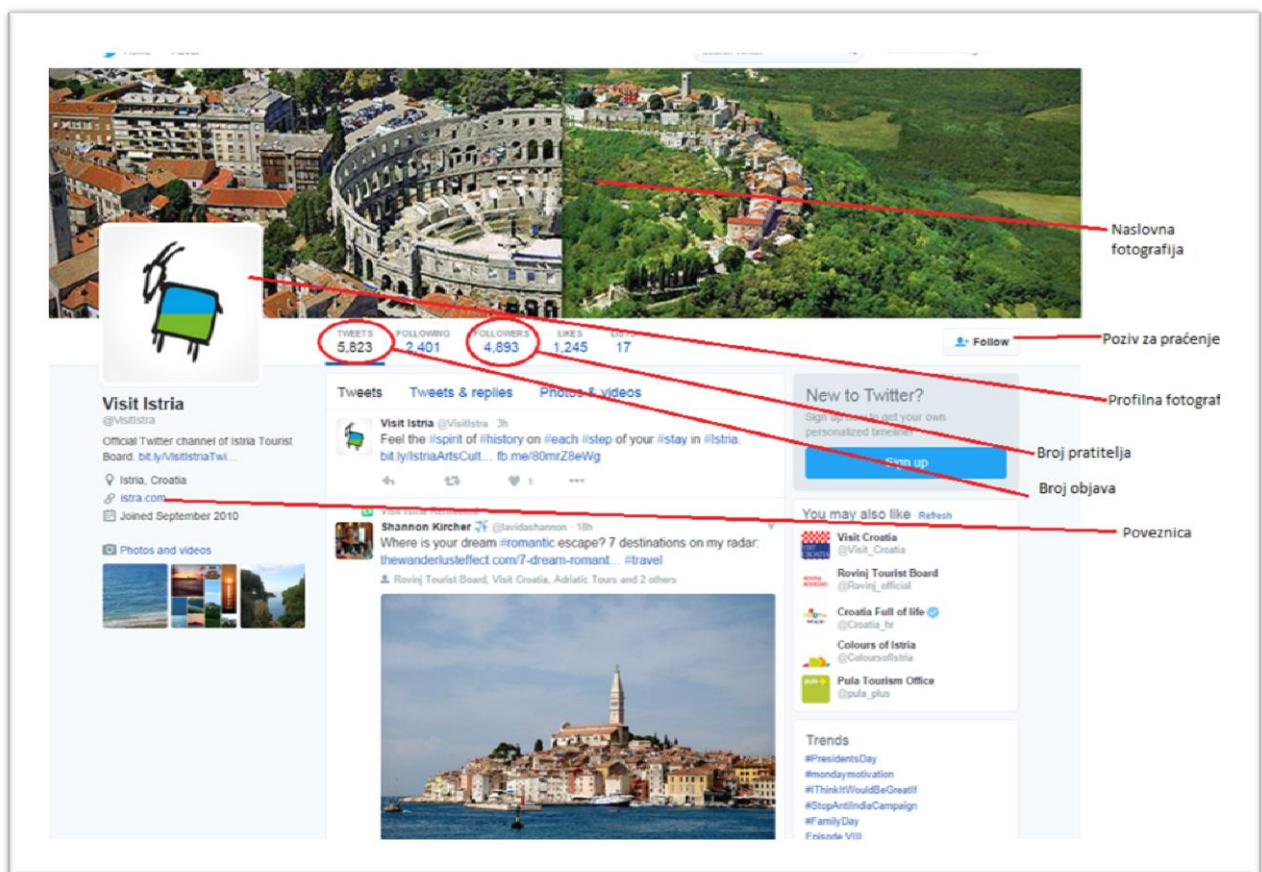 Naslovna
fotografija
TWEETS FOLLOWING FOLLOWERS LIKES
5,823 2,401 4,893 1,245 17
Follow
Poziv za praćenje
Profilna fotograf
Broj pratitelja
Broj objava
Poveznica
Visit Istria
@VisitIstra
Official Twitter channel of Istria Tourist
Board. bit.ly/VisitIstriaTwi...
Istria, Croatia
istra.com
Joined September 2010
Photos and videos
Tweets Tweets & replies Photos & videos
Visit Istria @VisitIstra · 3h
Feel the #spirit of #history on #each #step of your #stay in #Istria.
bit.ly/IstriaArtsCult... fb.me/80mrZ8eWg
1
Visit Istria Retweeted
Shannon Kircher @lavidashannon · 18h
Where is your dream #romantic escape? 7 destinations on my radar:
thewanderlusteffect.com/7-dream-romant... #travel
Rovinj Tourist Board, Visit Croatia, Adriatic Tours and 2 others
New to Twitter?
Sign up now to get your own
personalized timeline!
Sign up
You may also like · Refresh
Visit Croatia
@Visit_Croatia
Rovinj Tourist Board
@Rovinj_official
Croatia Full of life
@Croatia_hr
Colours of Istria
@ColoursofIstria
Pula Tourism Office
@pula_plus
Trends
#PresidentsDay
#mondaymotivation
#IThinkItWouldBeGreatIf
#StopAntiIndiaCampaign
#FamilyDay
Episode VIII